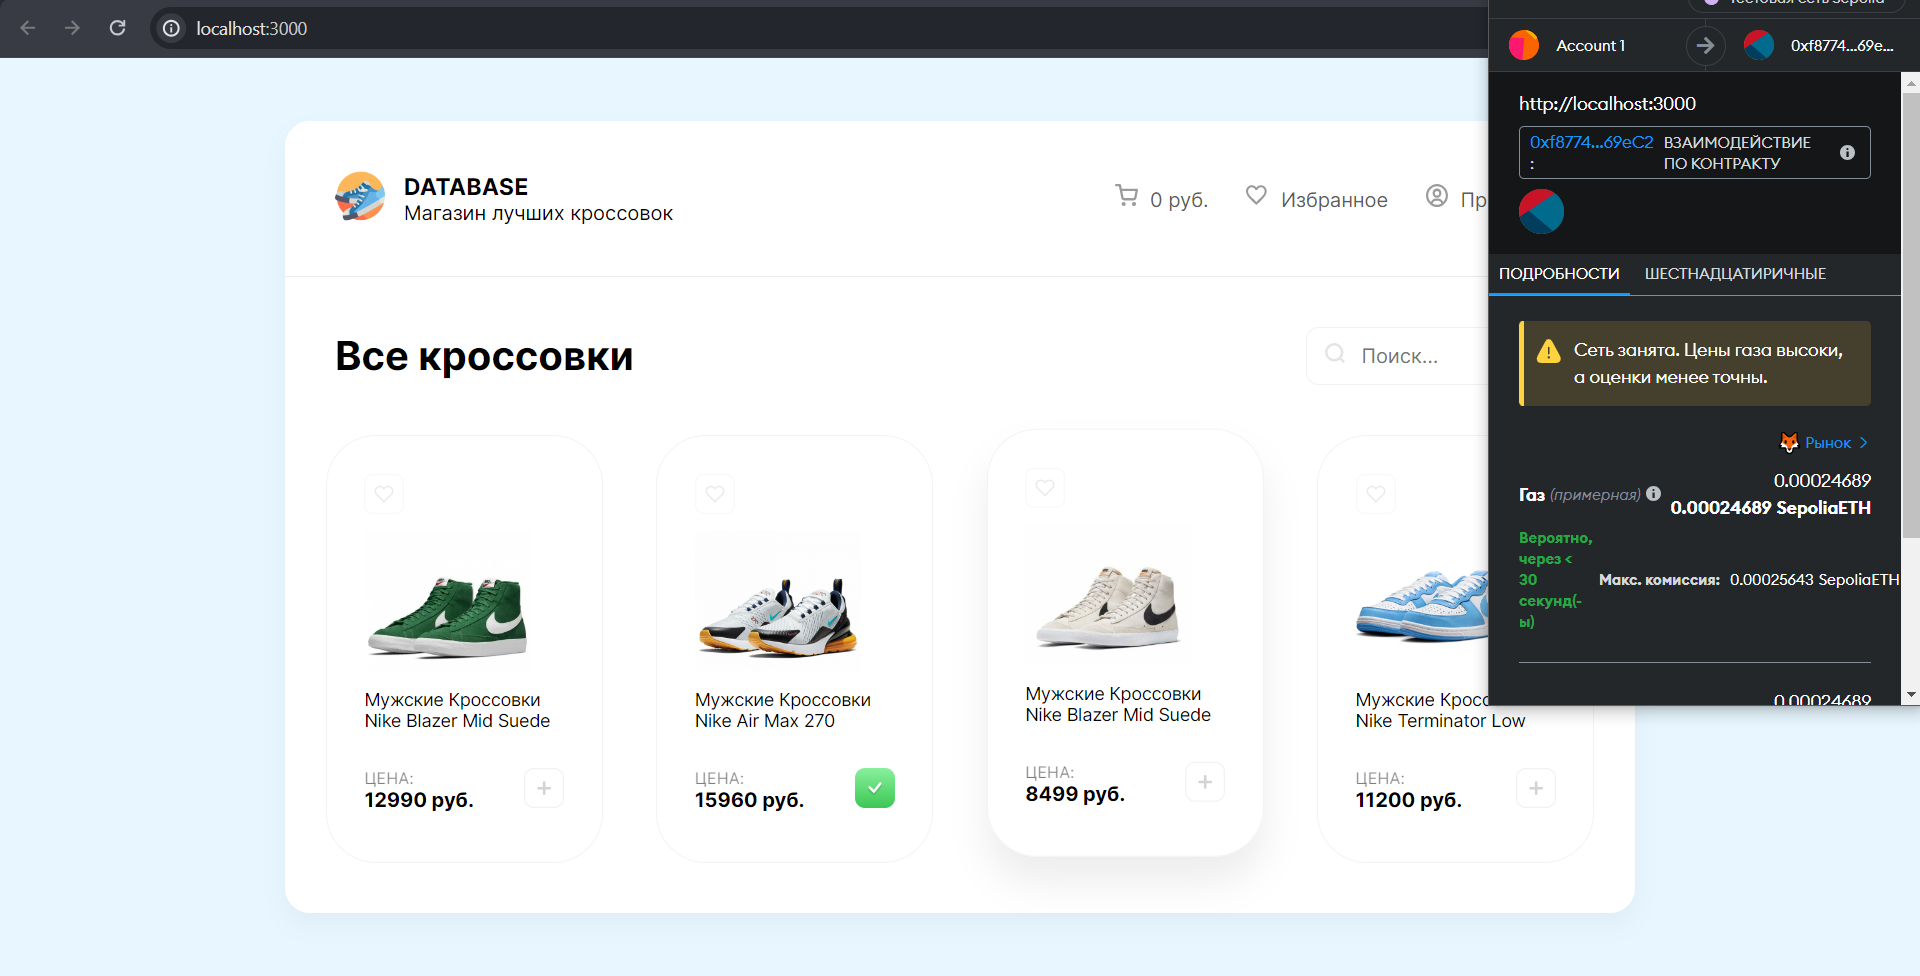 localhost:3000
DATABASE
Магазин лучших кроссовок
0 руб.
Избранное
Пр
Все кроссовки
Поиск...
Мужские Кроссовки
Nike Blazer Mid Suede
ЦЕНА:
12990 руб.
Мужские Кроссовки
Nike Air Max 270
ЦЕНА:
15960 руб.
Мужские Кроссовки
Nike Blazer Mid Suede
ЦЕНА:
8499 руб.
Мужские Кросс
Nike Terminator Low
ЦЕНА:
11200 руб.
Тестовая сеть Sepolia
Account 1
0xf8774...69e...
http://localhost:3000
0xf8774...69eC2
:
ВЗАИМОДЕЙСТВИЕ
ПО КОНТРАКТУ
ПОДРОБНОСТИ
ШЕСТНАДЦАТИРИЧНЫЕ
Сеть занята. Цены газа высоки,
а оценки менее точны.
Рынок
0.00024689
Газ (примерная)
0.00024689 SepoliaETH
Вероятно,
через <
30
секунд(-
ы)
Макс. комиссия: 0.00025643 SepoliaETH
0.00024689